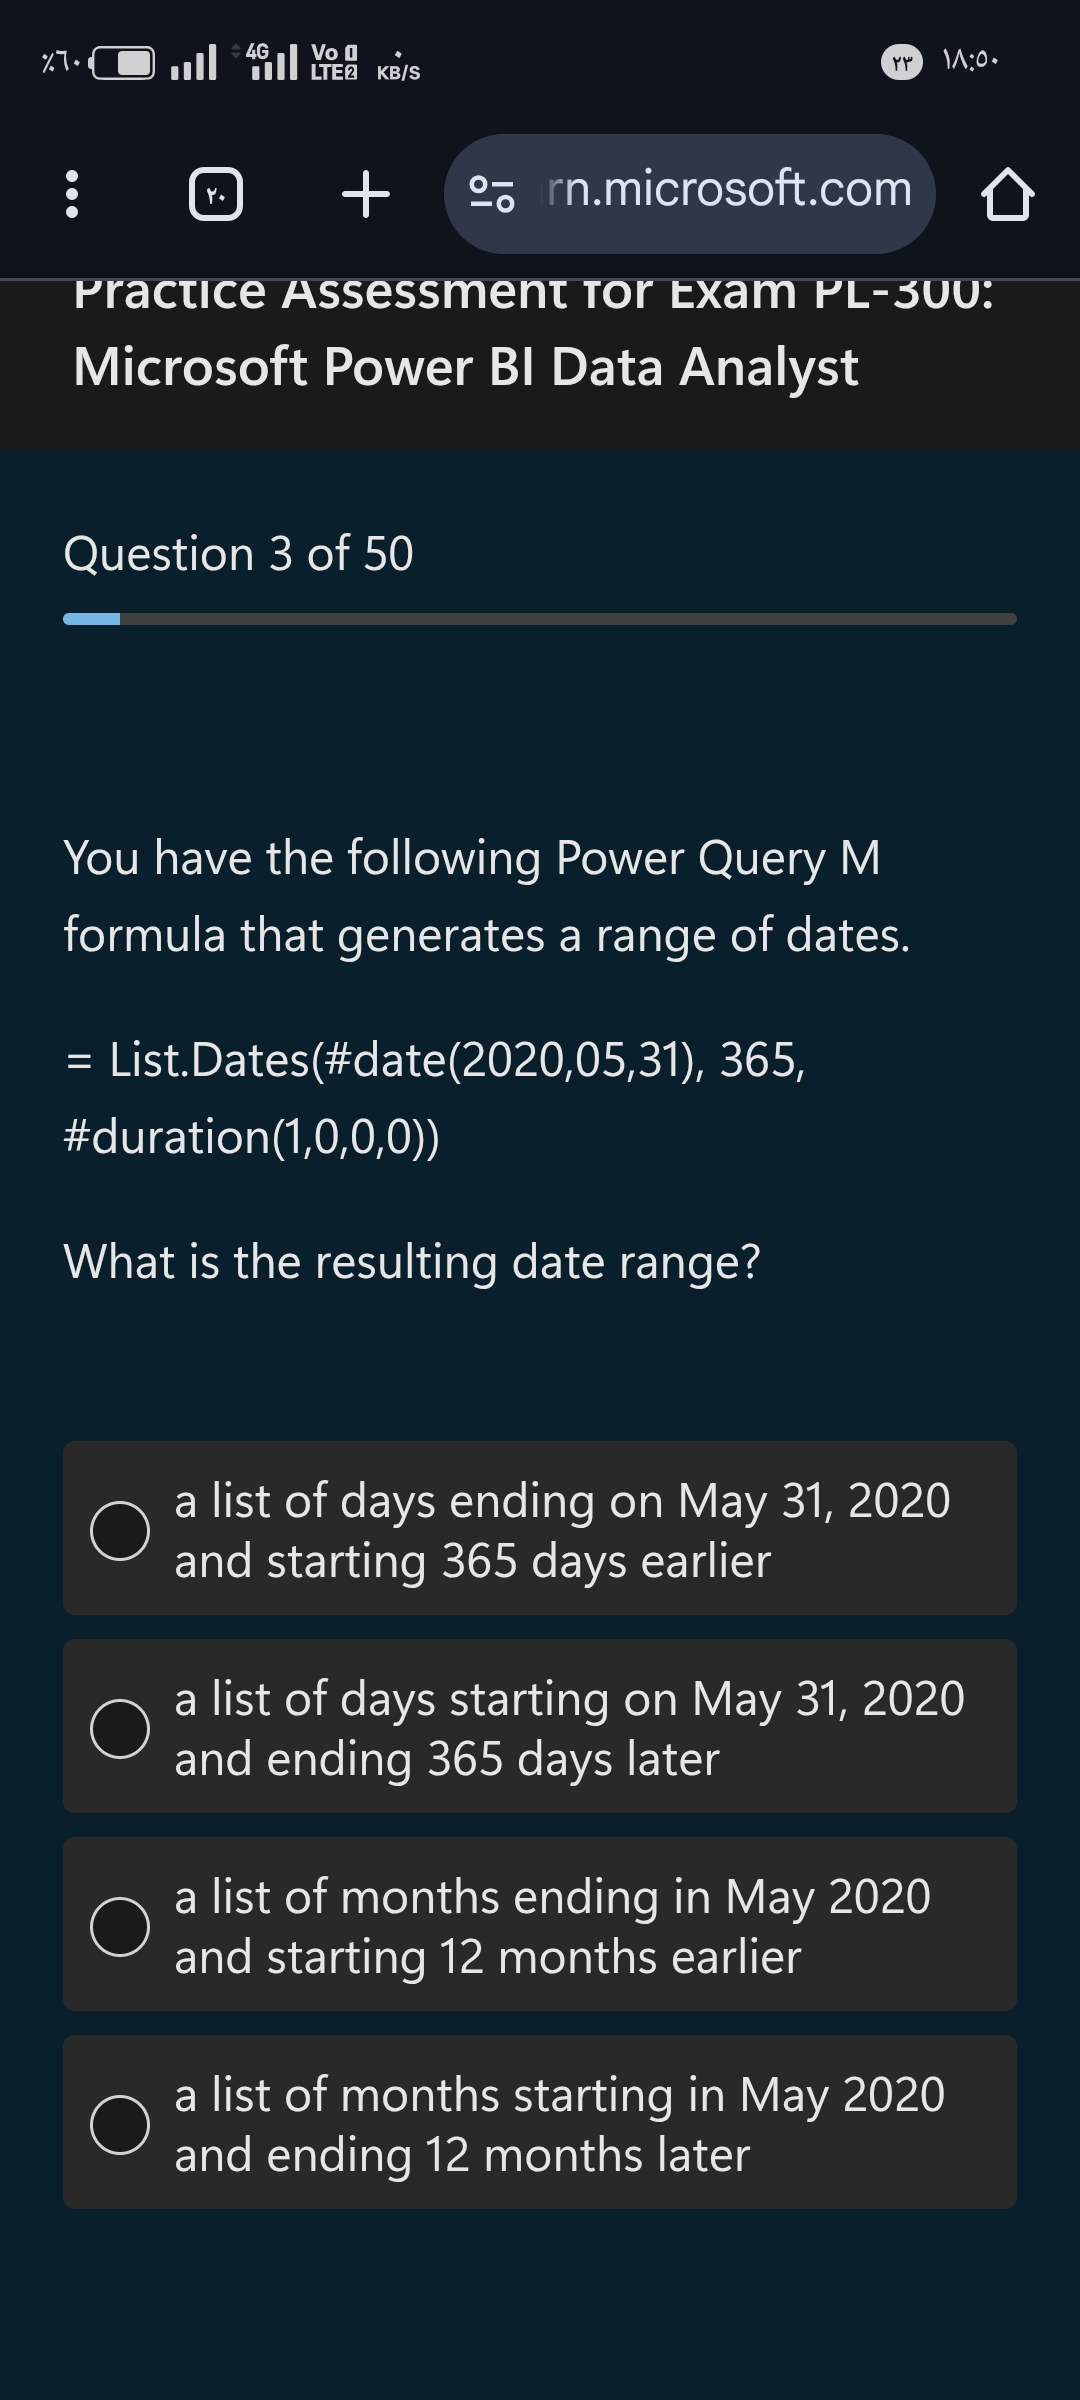 ٪٦٠ 4G Vo 1 LTE 2 ٠ KB/S ٢٣ ١٨:٥٠
٢٠ rn.microsoft.com
Practice Assessment for Exam PL-300:
Microsoft Power BI Data Analyst
Question 3 of 50
You have the following Power Query M
formula that generates a range of dates.
= List.Dates(#date(2020,05,31), 365,
#duration(1,0,0,0))
What is the resulting date range?
a list of days ending on May 31, 2020
and starting 365 days earlier
a list of days starting on May 31, 2020
and ending 365 days later
a list of months ending in May 2020
and starting 12 months earlier
a list of months starting in May 2020
and ending 12 months later